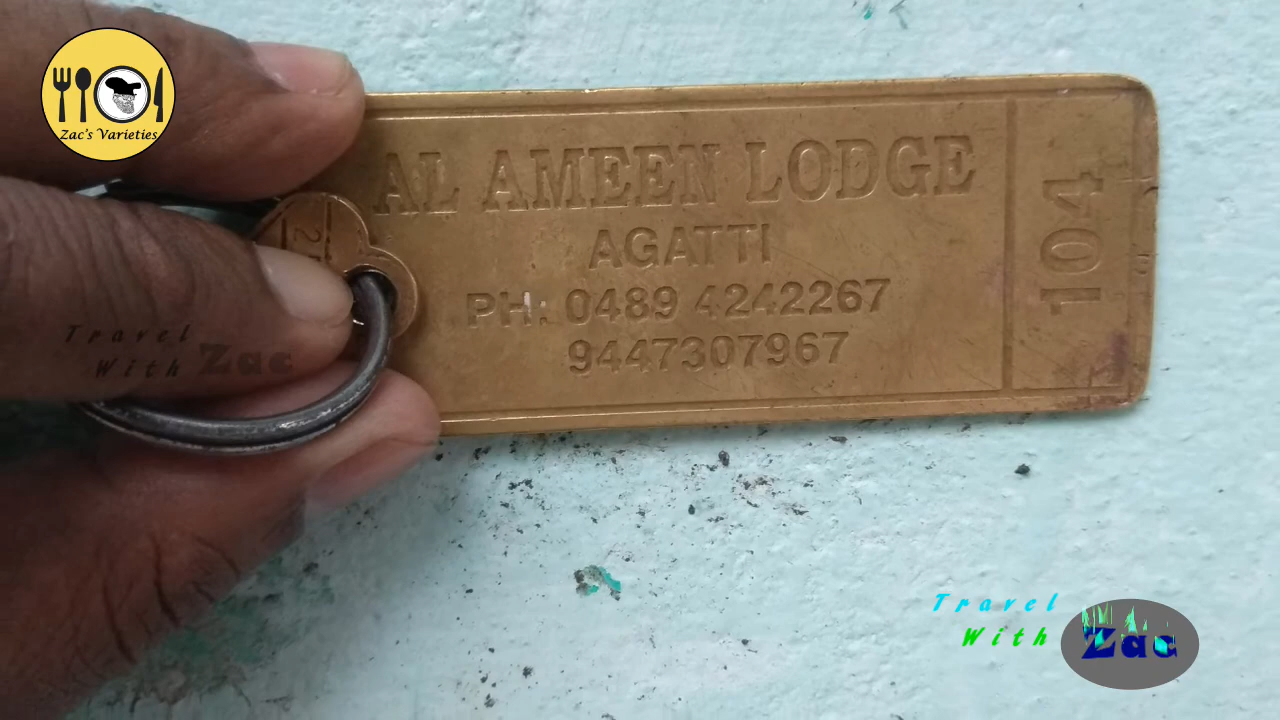 Zac's Varieties
AL AMEEN LODGE
AGATTI
PH: 0489 4242267
9447307967
104
Travel
With Zac
Travel
With Zac